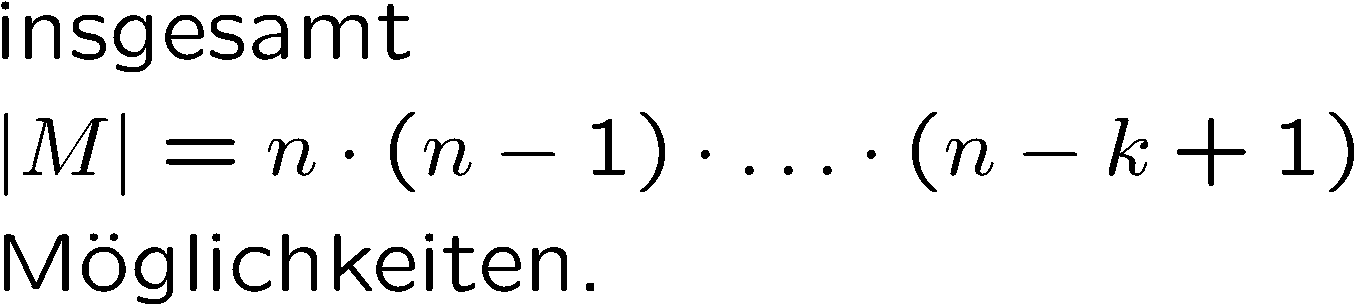 insgesamt
|M| = n · (n − 1) · . . . · (n − k + 1)
Möglichkeiten.